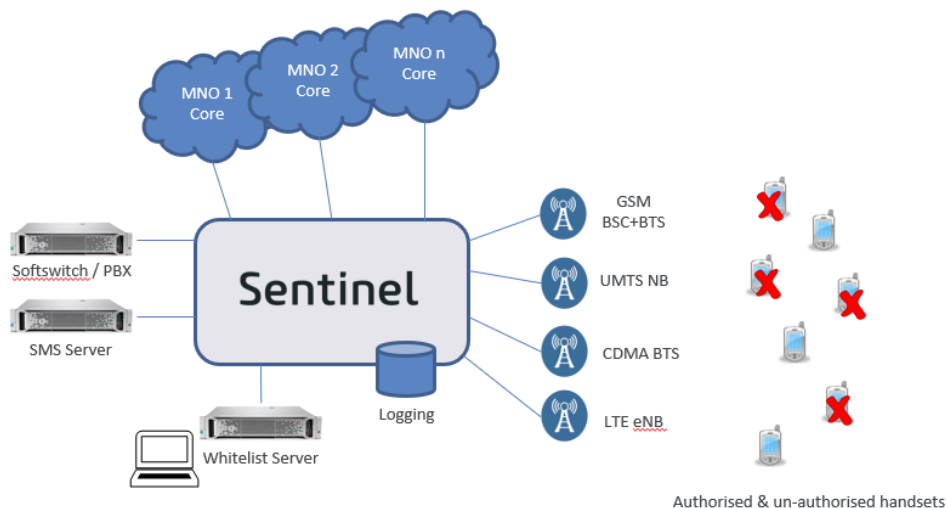 MNO 1
Core
MNO 2
Core
MNO n
Core
Softswitch / PBX
SMS Server
Sentinel
Logging
Whitelist Server
GSM
BSC+BTS
UMTS NB
CDMA BTS
LTE eNB
Authorised & un-authorised handsets